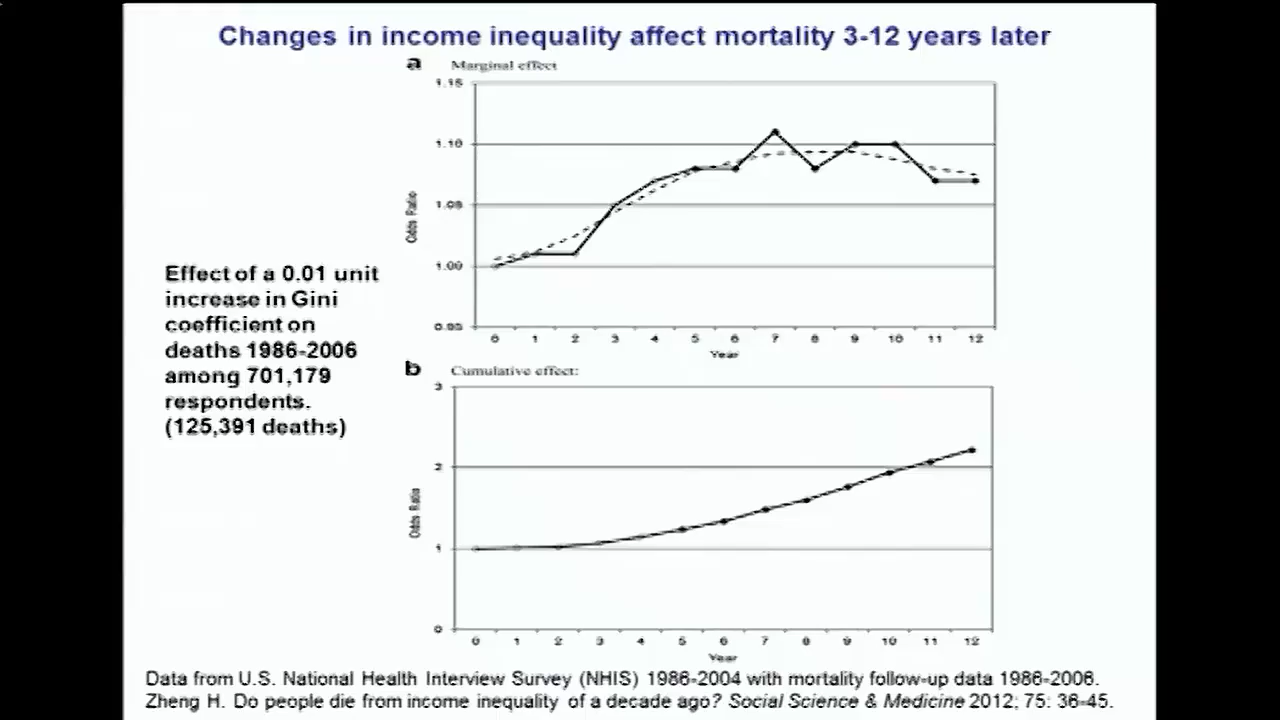 Changes in income inequality affect mortality 3-12 years later
a Marginal effect
1.15
1.10
1.05
1.00
0.95
Odds Ratio
0 1 2 3 4 5 6 7 8 9 10 11 12
Year
Effect of a 0.01 unit
increase in Gini
coefficient on
deaths 1986-2006
among 701,179
respondents.
(125,391 deaths)
b Cumulative effect:
3
2
1
0
Odds Ratio
0 1 2 3 4 5 6 7 8 9 10 11 12
Year
Data from U.S. National Health Interview Survey (NHIS) 1986-2004 with mortality follow-up data 1986-2006.
Zheng H. Do people die from income inequality of a decade ago? Social Science & Medicine 2012; 75: 36-45.